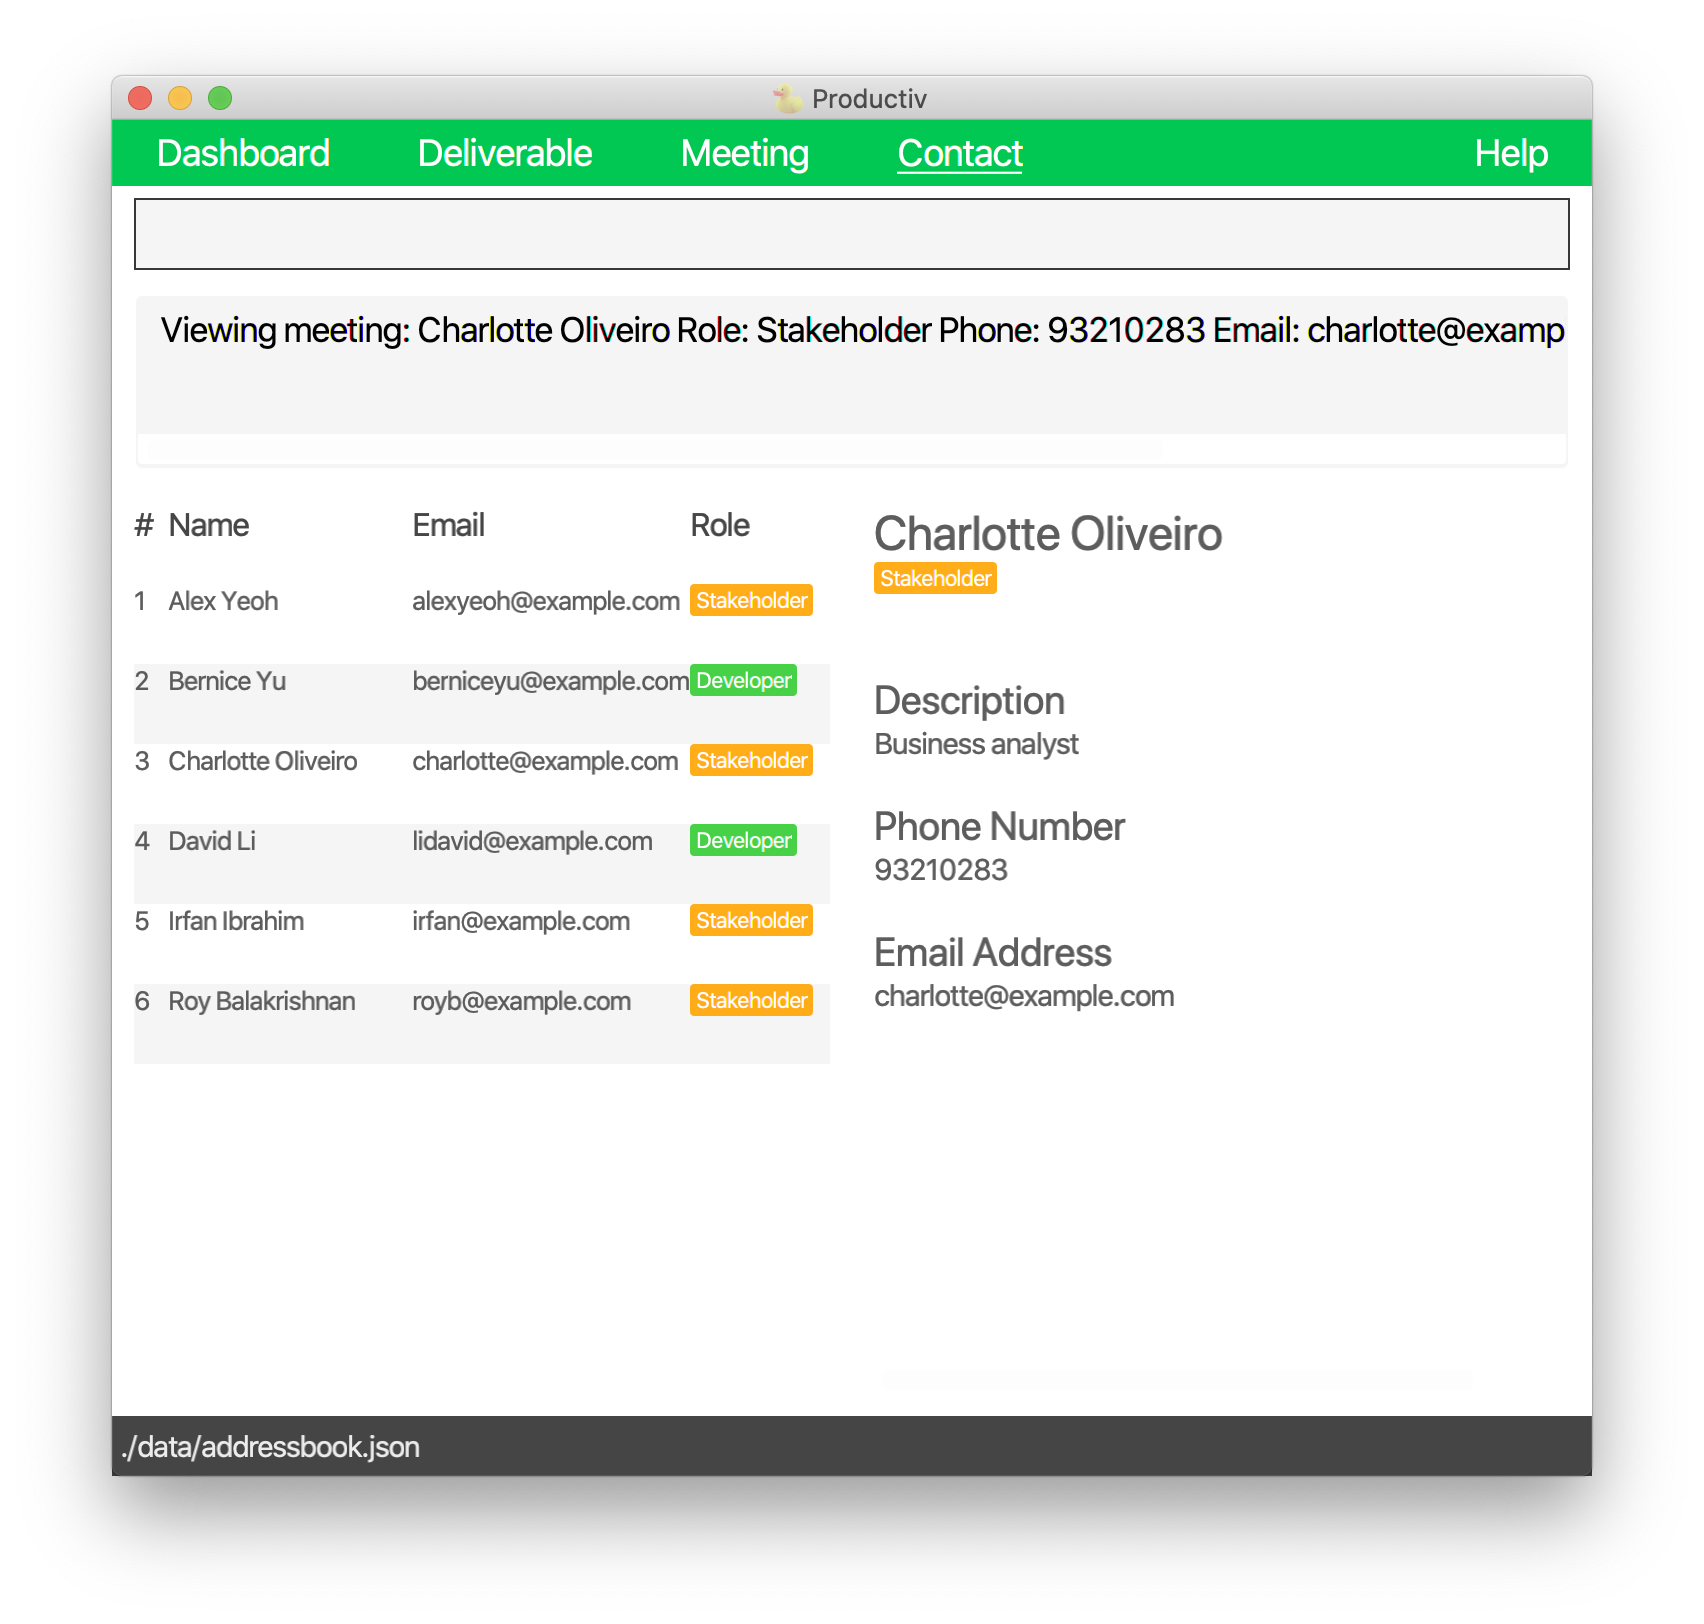 Productiv
Dashboard Deliverable Meeting Contact Help
Viewing meeting: Charlotte Oliveiro Role: Stakeholder Phone: 93210283 Email: charlotte@examp
# Name Email Role
1 Alex Yeoh alexyeoh@example.com Stakeholder
2 Bernice Yu berniceyu@example.com Developer
3 Charlotte Oliveiro charlotte@example.com Stakeholder
4 David Li lidavid@example.com Developer
5 Irfan Ibrahim irfan@example.com Stakeholder
6 Roy Balakrishnan royb@example.com Stakeholder
Charlotte Oliveiro
Stakeholder
Description
Business analyst
Phone Number
93210283
Email Address
charlotte@example.com
./data/addressbook.json